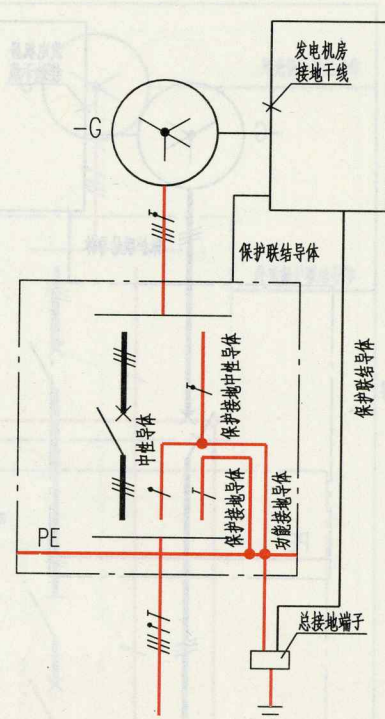 发电机房
接地干线
-G
保护联结导体
保护接地中性导体
中性导体
保护接地导体
功能接地导体
保护联结导体
PE
总接地端子